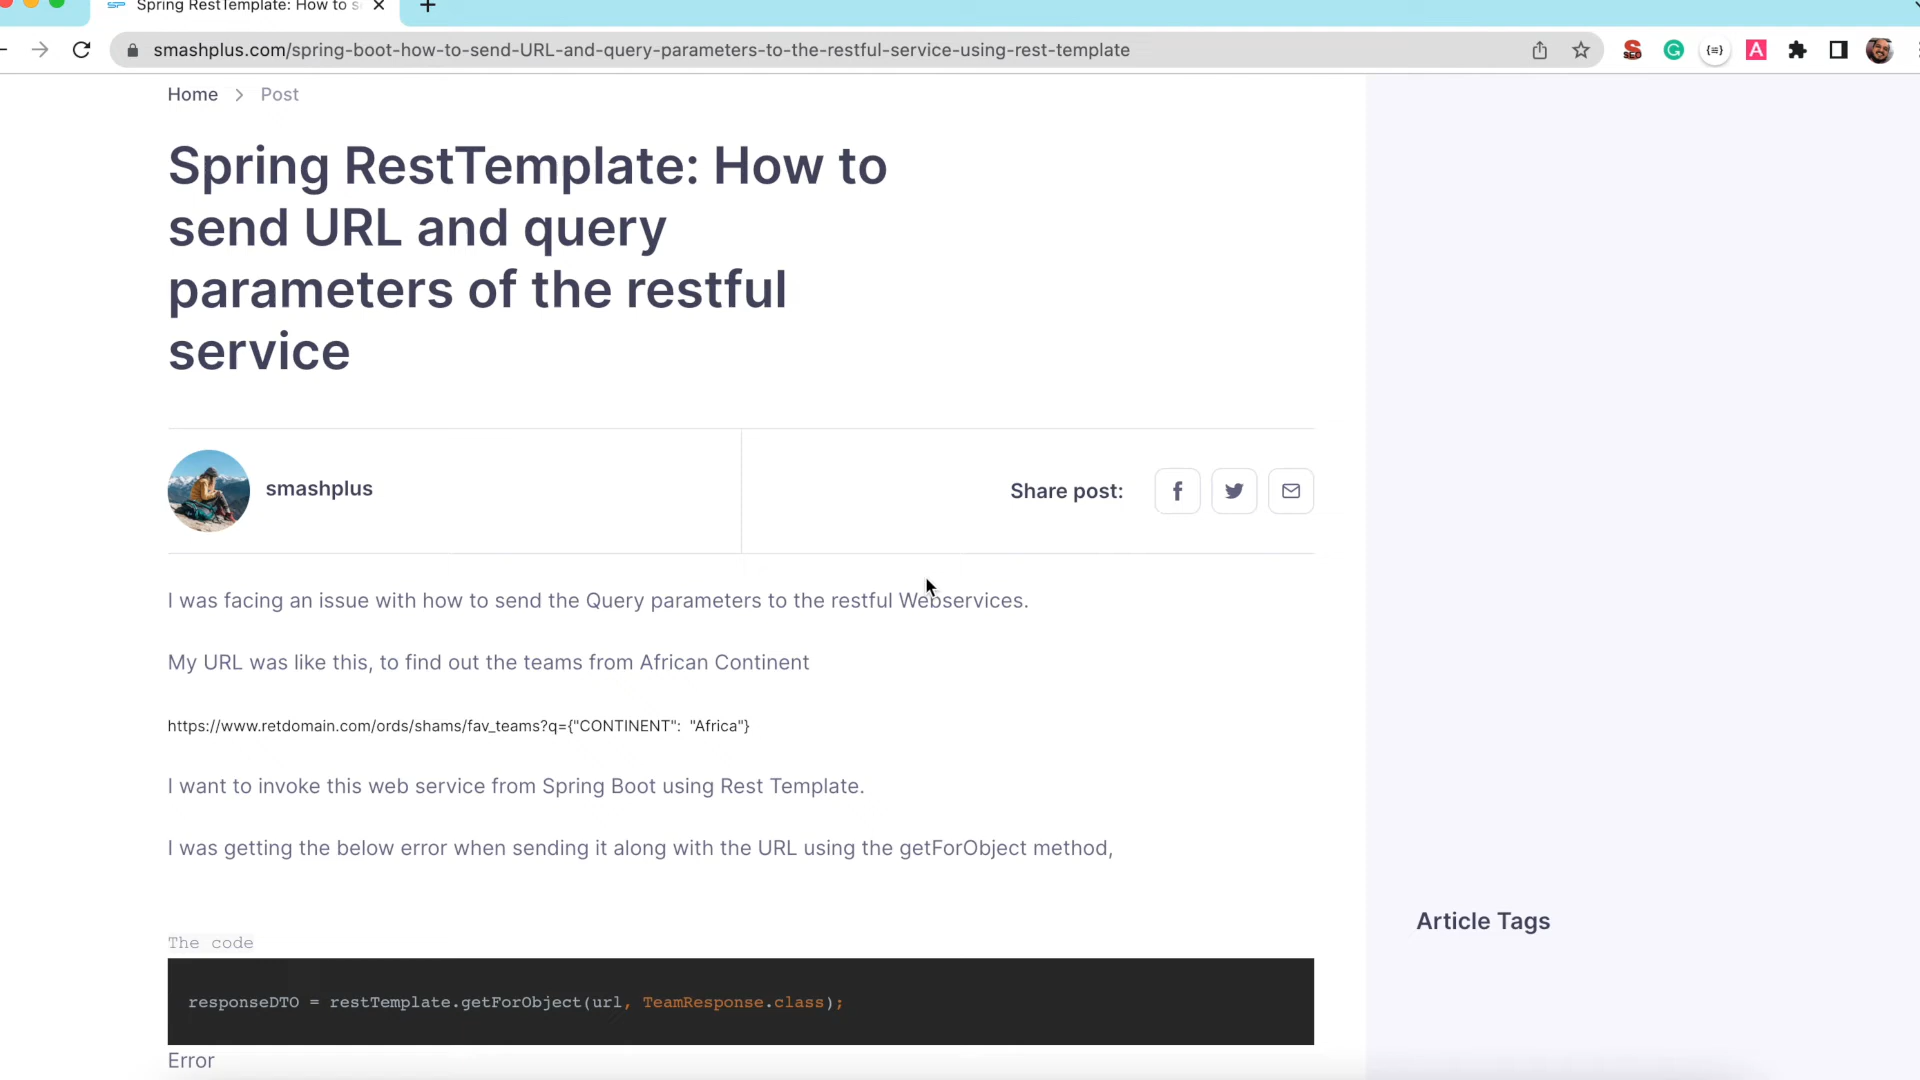 Spring RestTemplate: How to s
smashplus.com/spring-boot-how-to-send-URL-and-query-parameters-to-the-restful-service-using-rest-template
Home > Post
Spring RestTemplate: How to
send URL and query
parameters of the restful
service
smashplus
Share post:
I was facing an issue with how to send the Query parameters to the restful Webservices.
My URL was like this, to find out the teams from African Continent
https://www.retdomain.com/ords/shams/fav_teams?q={"CONTINENT": "Africa"}
I want to invoke this web service from Spring Boot using Rest Template.
I was getting the below error when sending it along with the URL using the getForObject method,
Article Tags
The code
responseDTO = restTemplate.getForObject(url, TeamResponse.class);
Error